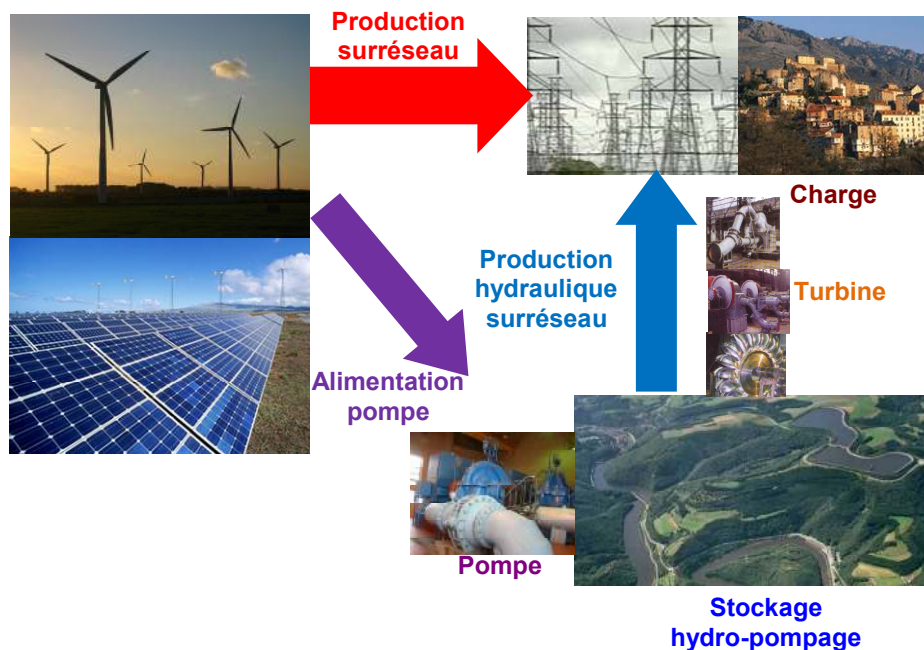 Production
surréseau
Charge
Production
hydraulique
surréseau
Turbine
Alimentation
pompe
Pompe
Stockage
hydro-pompage